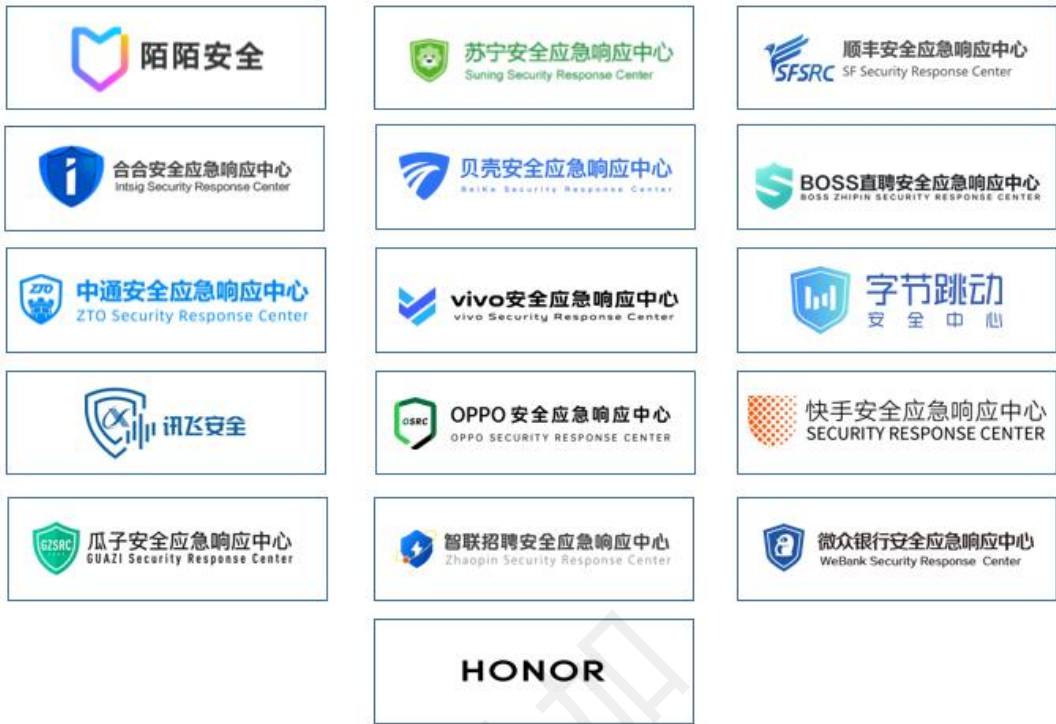 陌陌安全
苏宁安全应急响应中心
Suning Security Response Center
SFSRC
顺丰安全应急响应中心
SF Security Response Center
合合安全应急响应中心
Intsig Security Response Center
贝壳安全应急响应中心
BeiKe Security Response Center
BOSS直聘安全应急响应中心
BOSS ZHIPIN SECURITY RESPONSE CENTER
ZTO
中通安全应急响应中心
ZTO Security Response Center
vivo安全应急响应中心
vivo Security Response Center
字节跳动
安全中心
讯飞安全
OSRC
OPPO 安全应急响应中心
OPPO SECURITY RESPONSE CENTER
快手安全应急响应中心
SECURITY RESPONSE CENTER
GZSRC
瓜子安全应急响应中心
GUAZI Security Response Center
智联招聘安全应急响应中心
Zhaopin Security Response Center
微众银行安全应急响应中心
WeBank Security Response Center
HONOR
加